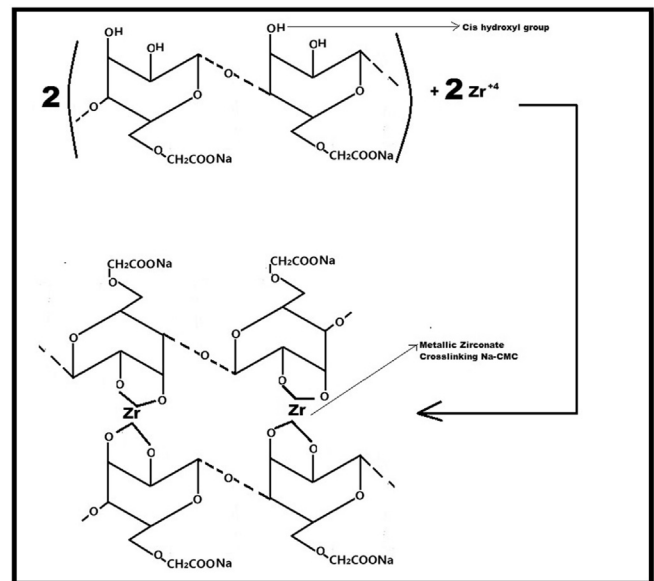 OH
OH
OH
OH
Cis hydroxyl group
O
O
O
O
2
+ 2 Zr+4
O
CH₂COONa
O
CH₂COONa
CH₂COONa
O
CH₂COONa
O
O
O
O
O
Metallic Zirconate
Crosslinking Na-CMC
O
O
O
O
Zr
Zr
O
O
O
O
O
O
O
O
O
CH₂COONa
O
CH₂COONa